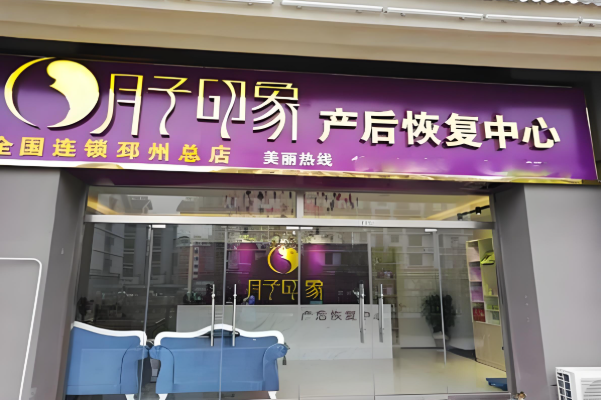 月子印象 产后恢复中心
全国连锁邳州总店 美丽热线
月子印象
产后恢复中心